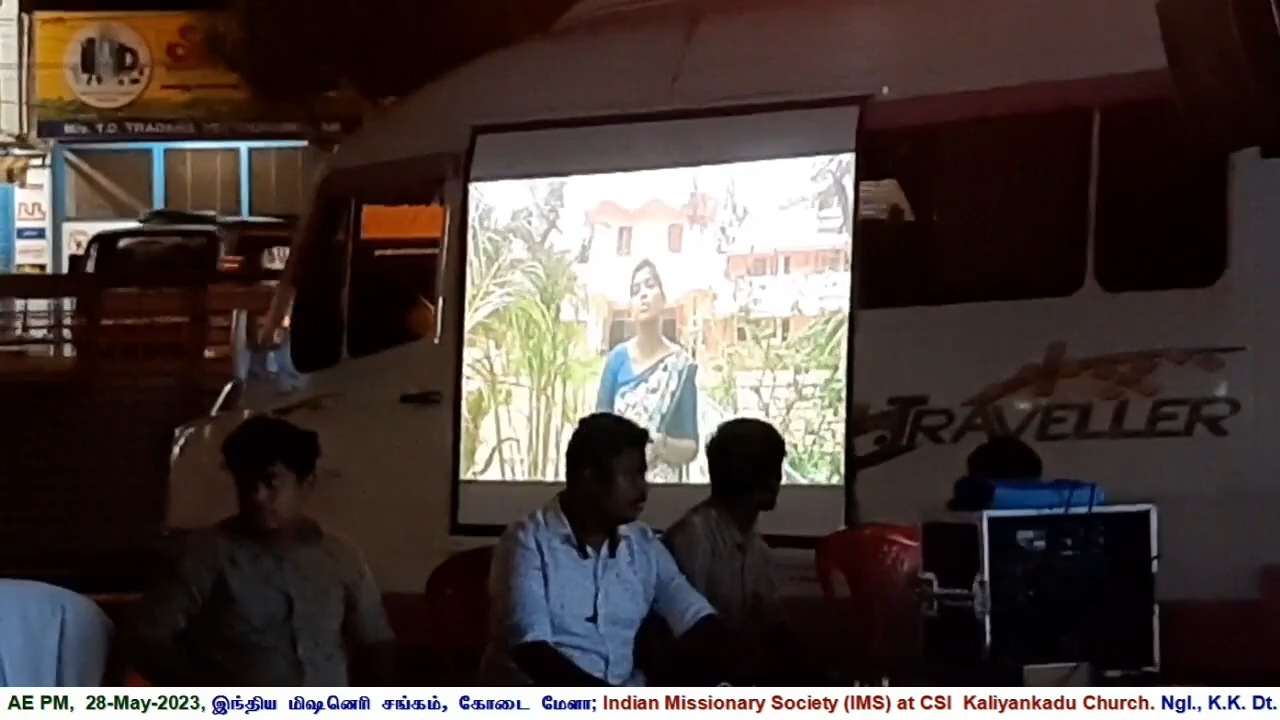 T.D. TRADERS
TRAVELLER
AE PM, 28-May-2023, இந்திய மிஷனெரி சங்கம், கோடை மேளா; Indian Missionary Society (IMS) at CSI Kaliyankadu Church. Ngl., K.K. Dt.